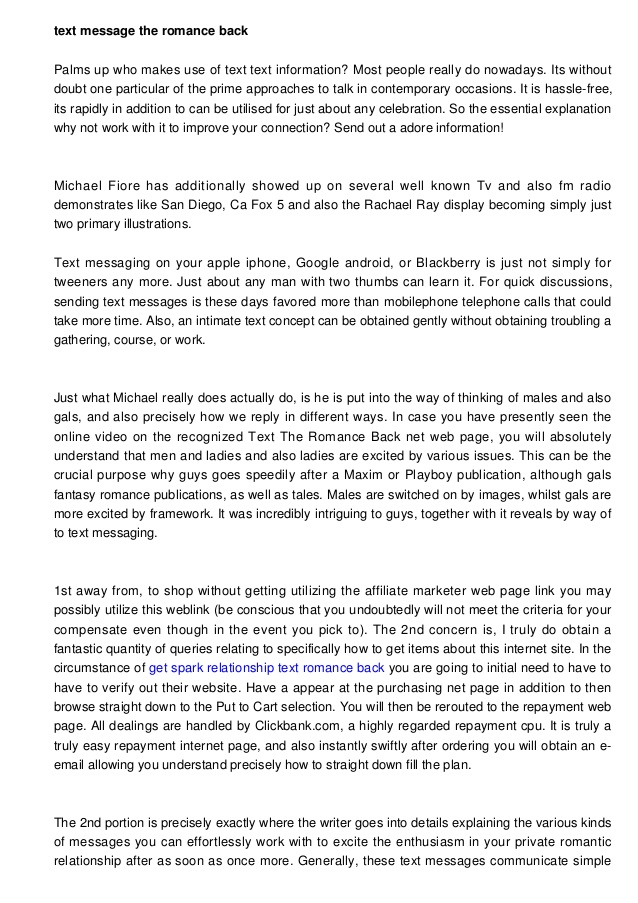 text message the romance back
Palms up who makes use of text text information? Most people really do nowadays. Its without
doubt one particular of the prime approaches to talk in contemporary occasions. It is hassle-free,
its rapidly in addition to can be utilised for just about any celebration. So the essential explanation
why not work with it to improve your connection? Send out a adore information!
Michael Fiore has additionally showed up on several well known Tv and also fm radio
demonstrates like San Diego, Ca Fox 5 and also the Rachael Ray display becoming simply just
two primary illustrations.
Text messaging on your apple iphone, Google android, or Blackberry is just not simply for
tweeners any more. Just about any man with two thumbs can learn it. For quick discussions,
sending text messages is these days favored more than mobilephone telephone calls that could
take more time. Also, an intimate text concept can be obtained gently without obtaining troubling a
gathering, course, or work.
Just what Michael really does actually do, is he is put into the way of thinking of males and also
gals, and also precisely how we reply in different ways. In case you have presently seen the
online video on the recognized Text The Romance Back net web page, you will absolutely
understand that men and ladies and also ladies are excited by various issues. This can be the
crucial purpose why guys goes speedily after a Maxim or Playboy publication, although gals
fantasy romance publications, as well as tales. Males are switched on by images, whilst gals are
more excited by framework. It was incredibly intriguing to guys, together with it reveals by way of
to text messaging.
1st away from, to shop without getting utilizing the affiliate marketer web page link you may
possibly utilize this weblink (be conscious that you undoubtedly will not meet the criteria for your
compensate even though in the event you pick to). The 2nd concern is, I truly do obtain a
fantastic quantity of queries relating to specifically how to get items about this internet site. In the
circumstance of get spark relationship text romance back you are going to initial need to have to
have to verify out their website. Have a appear at the purchasing net page in addition to then
browse straight down to the Put to Cart selection. You will then be rerouted to the repayment web
page. All dealings are handled by Clickbank.com, a highly regarded repayment cpu. It is truly a
truly easy repayment internet page, and also instantly swiftly after ordering you will obtain an e-
email allowing you understand precisely how to straight down fill the plan.
The 2nd portion is precisely exactly where the writer goes into details explaining the various kinds
of messages you can effortlessly work with to excite the enthusiasm in your private romantic
relationship after as soon as once more. Generally, these text messages communicate simple